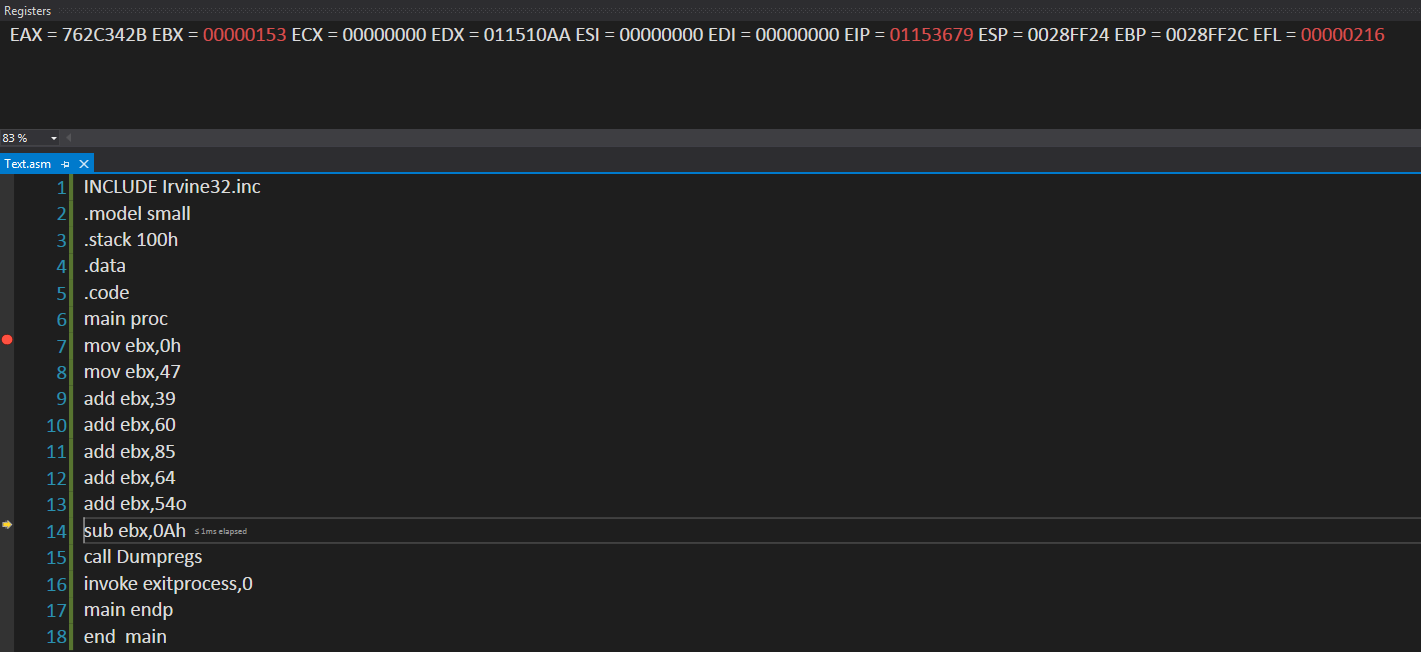 Registers
EAX = 762C342B EBX = 00000153 ECX = 00000000 EDX = 011510AA ESI = 00000000 EDI = 00000000 EIP = 01153679 ESP = 0028FF24 EBP = 0028FF2C EFL = 00000216
83 %
Text.asm
1 INCLUDE Irvine32.inc
2 .model small
3 .stack 100h
4 .data
5 .code
6 main proc
7 mov ebx,0h
8 mov ebx,47
9 add ebx,39
10 add ebx,60
11 add ebx,85
12 add ebx,64
13 add ebx,54o
14 sub ebx,0Ah ≤ 1ms elapsed
15 call Dumpregs
16 invoke exitprocess,0
17 main endp
18 end  main